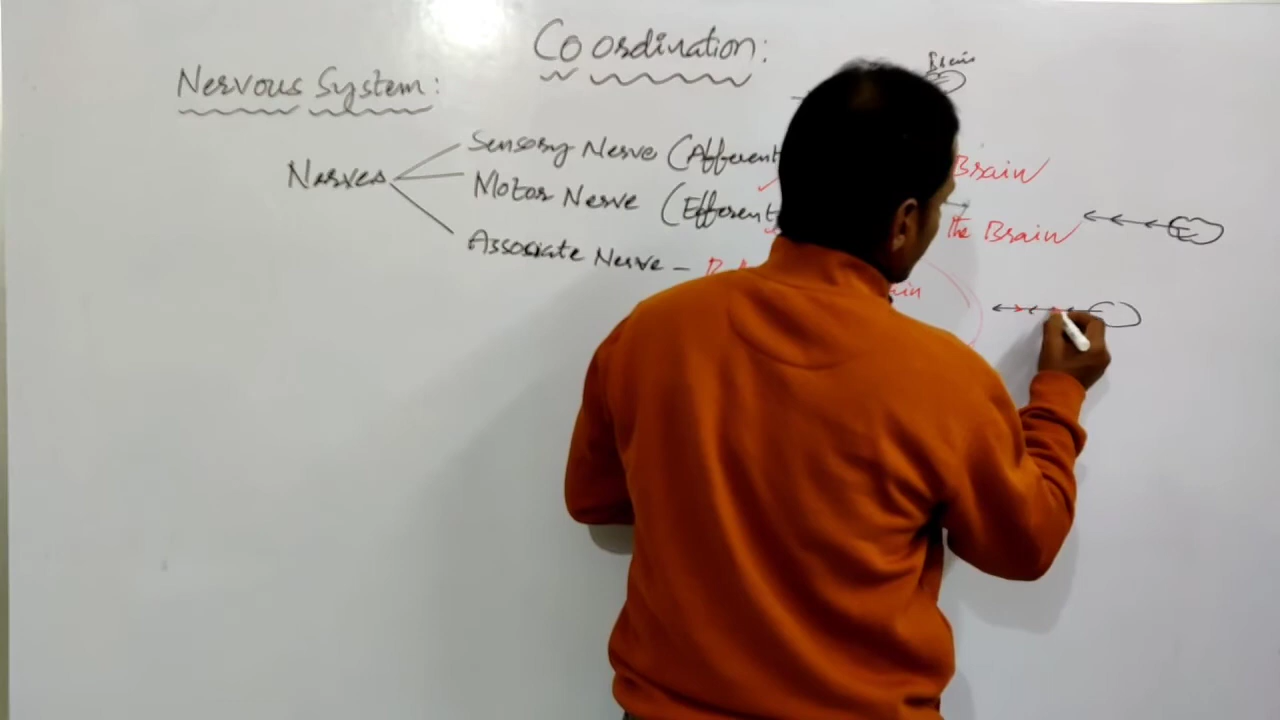 Coordination:
Brain
Nervous System:
Sensory Nerve (Afferent
Brain
Nerves
Motor Nerve (Efferent
the Brain
Associate Nerve -